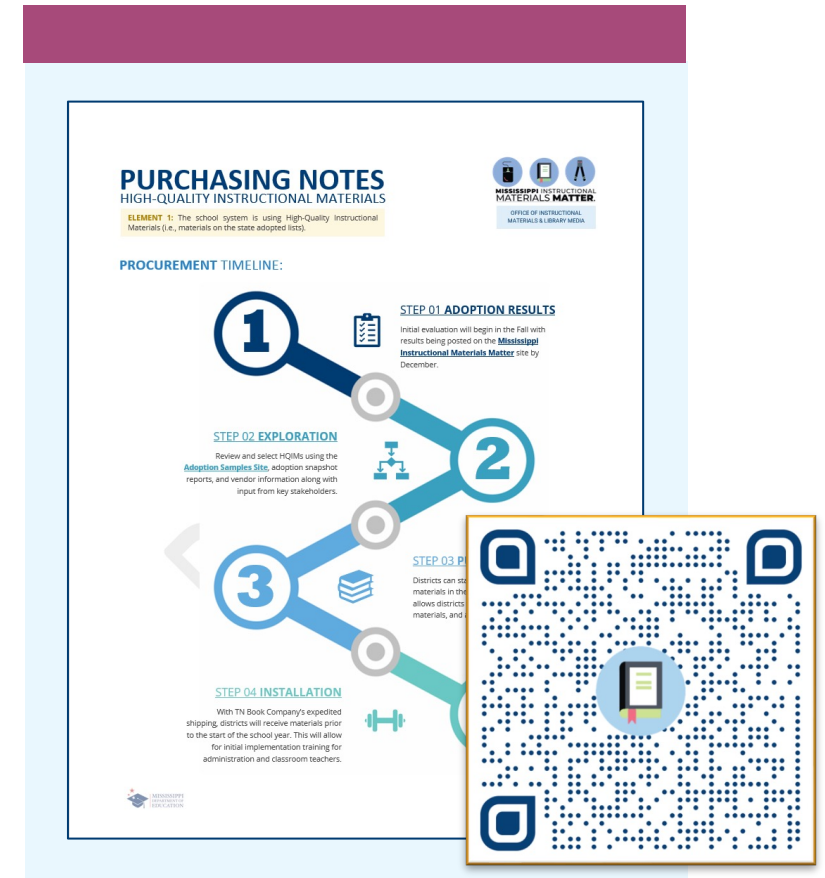 PURCHASING NOTES
HIGH-QUALITY INSTRUCTIONAL MATERIALS
ELEMENT 1: The school system is using High-Quality Instructional
Materials (i.e., materials on the state adopted lists).
MISSISSIPPI INSTRUCTIONAL
MATERIALS MATTER.
OFFICE OF INSTRUCTIONAL
MATERIALS & LIBRARY MEDIA
PROCUREMENT TIMELINE:
1
STEP 01 ADOPTION RESULTS
Initial evaluation will begin in the Fall with
results being posted on the Mississippi
Instructional Materials Matter site by
December.
STEP 02 EXPLORATION
Review and select HQIMs using the
Adoption Samples Site, adoption snapshot
reports, and vendor information along with
input from key stakeholders.
2
3
STEP 03
Districts can
materials in the
allows districts
materials, and
STEP 04 INSTALLATION
With TN Book Company's expedited
shipping, districts will receive materials prior
to the start of the school year. This will allow
for initial implementation training for
administration and classroom teachers.
MISSISSIPPI
DEPARTMENT OF
EDUCATION